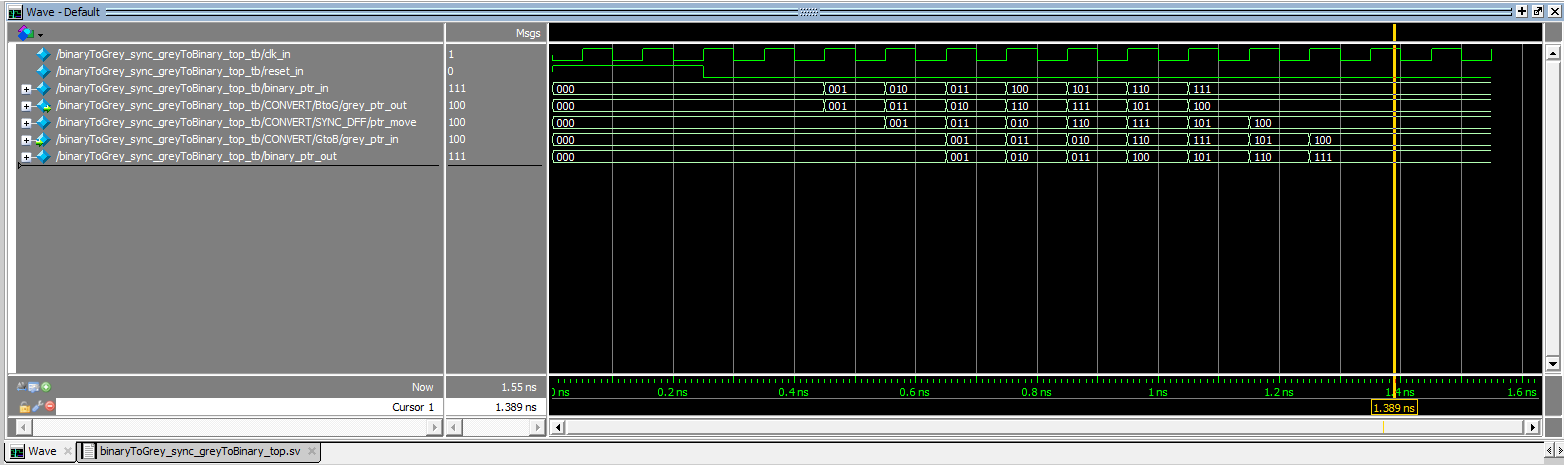 Wave - Default
Msgs
/binaryToGrey_sync_greyToBinary_top_tb/clk_in 1
/binaryToGrey_sync_greyToBinary_top_tb/reset_in 0
/binaryToGrey_sync_greyToBinary_top_tb/binary_ptr_in 111 000 001 010 011 100 101 110 111
/binaryToGrey_sync_greyToBinary_top_tb/CONVERT/BtoG/grey_ptr_out 100 000 001 011 010 110 111 101 100
/binaryToGrey_sync_greyToBinary_top_tb/CONVERT/SYNC_DFF/ptr_move 100 000 001 011 010 110 111 101 100
/binaryToGrey_sync_greyToBinary_top_tb/CONVERT/GtoB/grey_ptr_in 100 000 001 011 010 110 111 101 100
/binaryToGrey_sync_greyToBinary_top_tb/binary_ptr_out 111 000 001 010 011 100 101 110 111
Now 1.55 ns ns 0.2 ns 0.4 ns 0.6 ns 0.8 ns 1 ns 1.2 ns 1.4 ns 1.6 ns
Cursor 1 1.389 ns 1.389 ns
Wave binaryToGrey_sync_greyToBinary_top.sv